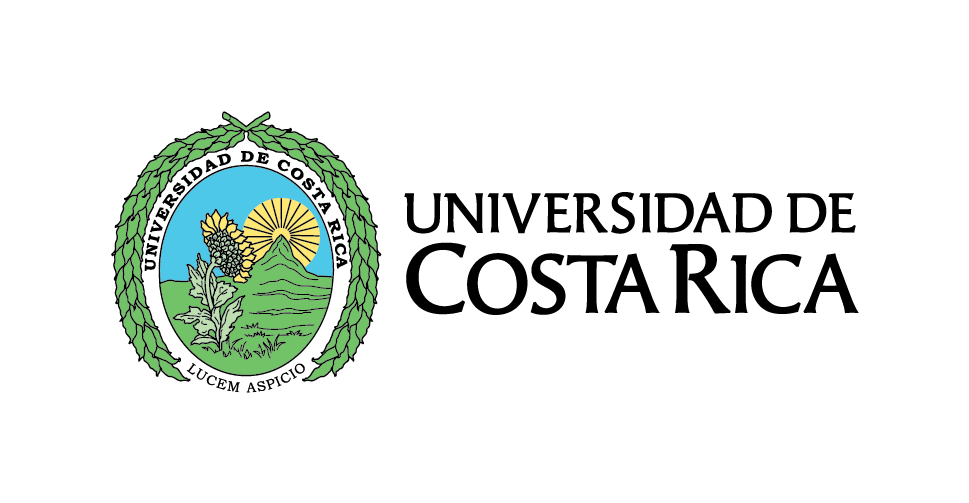 UNIVERSIDAD DE COSTA RICA
LUCEM ASPICIO
UNIVERSIDAD DE
COSTA RICA